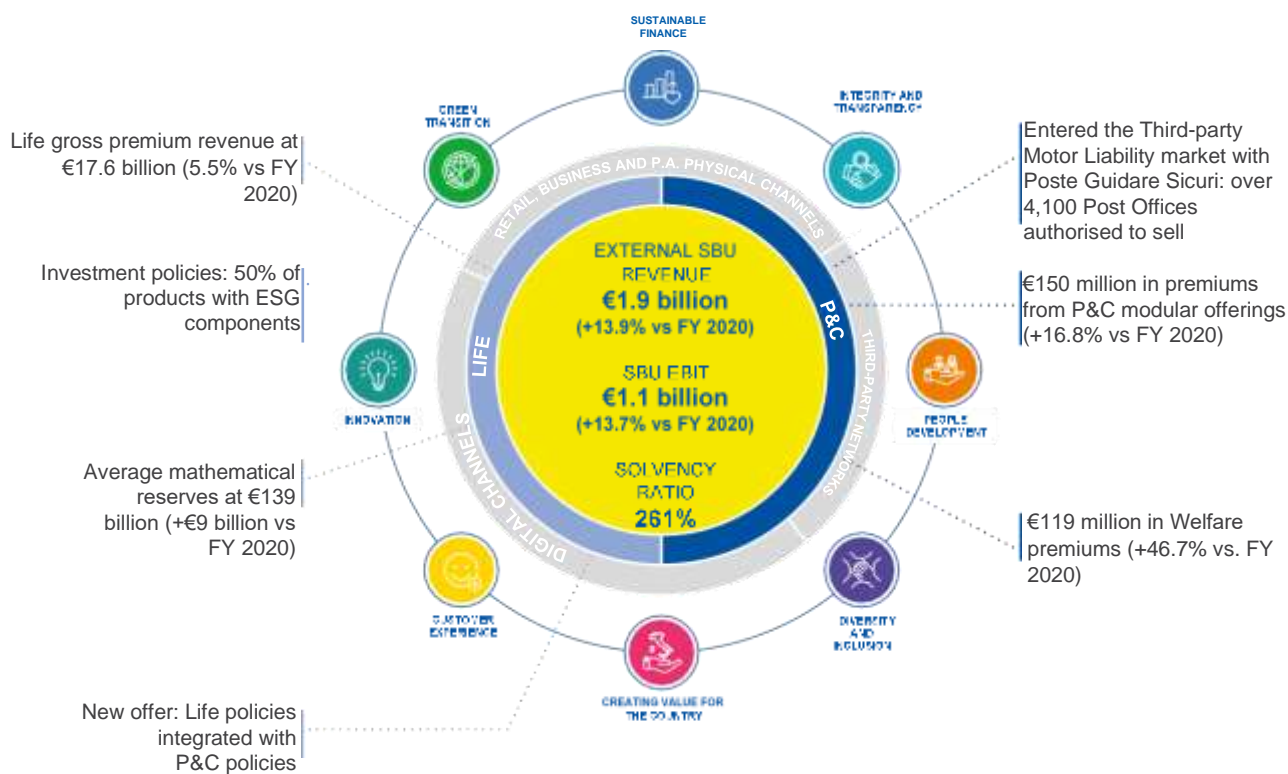 SUSTAINABLE
FINANCE
GREEN
TRANSITION
INTEGRITY AND
TRANSPARENCY
Life gross premium revenue at
€17.6 billion (5.5% vs FY
2020)
Investment policies: 50% of
products with ESG
components
Average mathematical
reserves at €139
billion (+€9 billion vs
FY 2020)
New offer: Life policies
integrated with
P&C policies
RETAIL, BUSINESS AND P.A. PHYSICAL CHANNELS
LIFE
DIGITAL CHANNELS
EXTERNAL SBU
REVENUE
€1.9 billion
(+13.9% vs FY 2020)
SBU EBIT
€1.1 billion
(+13.7% vs FY 2020)
SOLVENCY
RATIO
261%
P&C
THIRD-PARTY NETWORKS
Entered the Third-party
Motor Liability market with
Poste Guidare Sicuri: over
4,100 Post Offices
authorised to sell
€150 million in premiums
from P&C modular offerings
(+16.8% vs FY 2020)
€119 million in Welfare
premiums (+46.7% vs. FY
2020)
INNOVATION
PEOPLE
DEVELOPMENT
CUSTOMER
EXPERIENCE
DIVERSITY
AND
INCLUSION
CREATING VALUE FOR
THE COUNTRY